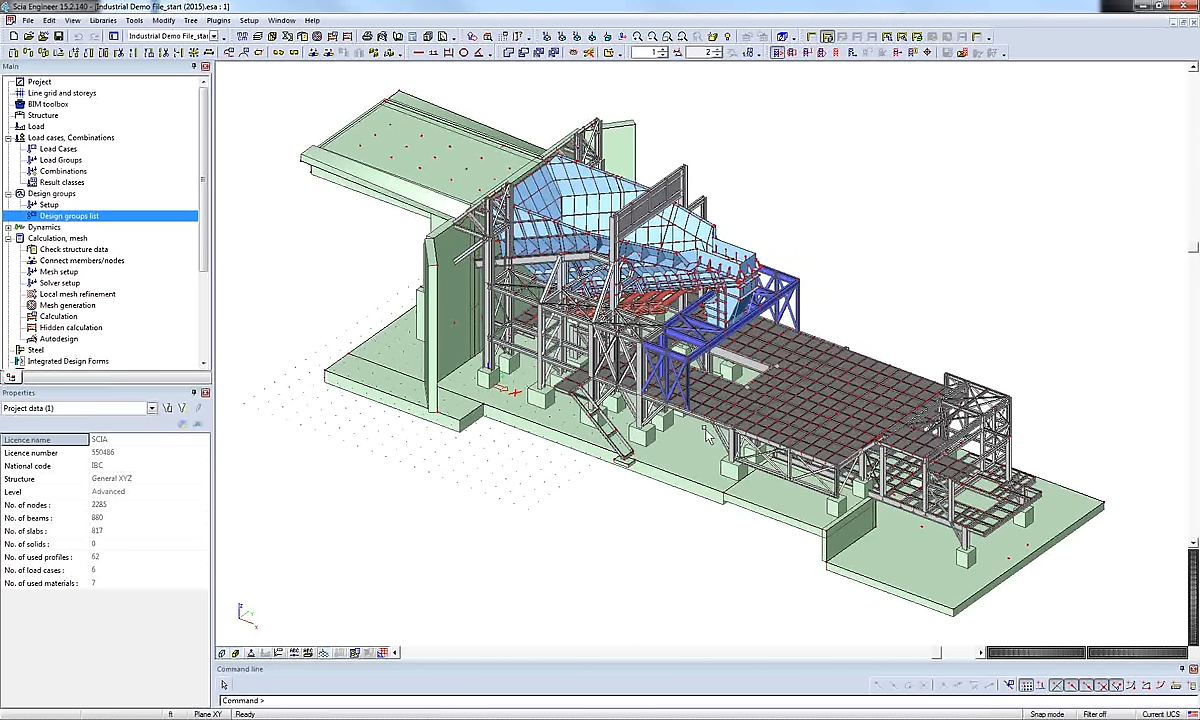 Scia Engineer 15.2.140 - [Industrial Demo File_start (2015).esa : 1]
File Edit View Libraries Tools Modify Tree Plugins Setup Window Help
Industrial Demo File_star
1 2
Main
Project
Line grid and storeys
BIM toolbox
Structure
Load
Load cases, Combinations
Load Cases
Load Groups
Combinations
Result classes
Design groups
Setup
Design groups list
Dynamics
Calculation, mesh
Check structure data
Connect members/nodes
Mesh setup
Solver setup
Local mesh refinement
Mesh generation
Calculation
Hidden calculation
Autodesign
Steel
Integrated Design Forms
Properties
Project data (1)
Licence name SCIA
Licence number 550486
National code IBC
Structure General XYZ
Level Advanced
No. of nodes : 2285
No. of beams : 880
No. of slabs : 817
No. of solids : 0
No. of used profiles : 62
No. of load cases : 6
No. of used materials : 7
Command line
Command >
ft Plane XY Ready Snap mode Filter off Current UCS